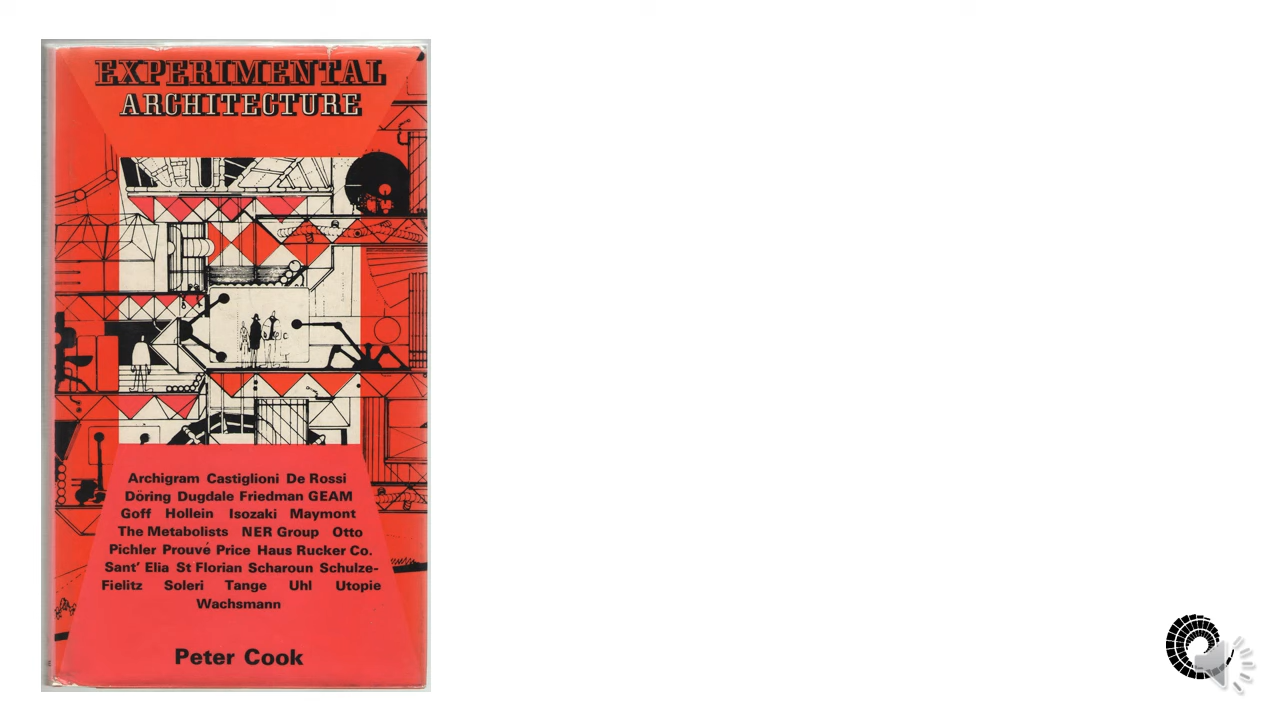 EXPERIMENTAL
ARCHITECTURE
Archigram Castiglioni De Rossi
Döring Dugdale Friedman GEAM
Goff Hollein Isozaki Maymont
The Metabolists NER Group Otto
Pichler Prouvé Price Haus Rucker Co.
Sant' Elia St Florian Scharoun Schulze-
Fielitz Soleri Tange Uhl Utopie
Wachsmann
Peter Cook